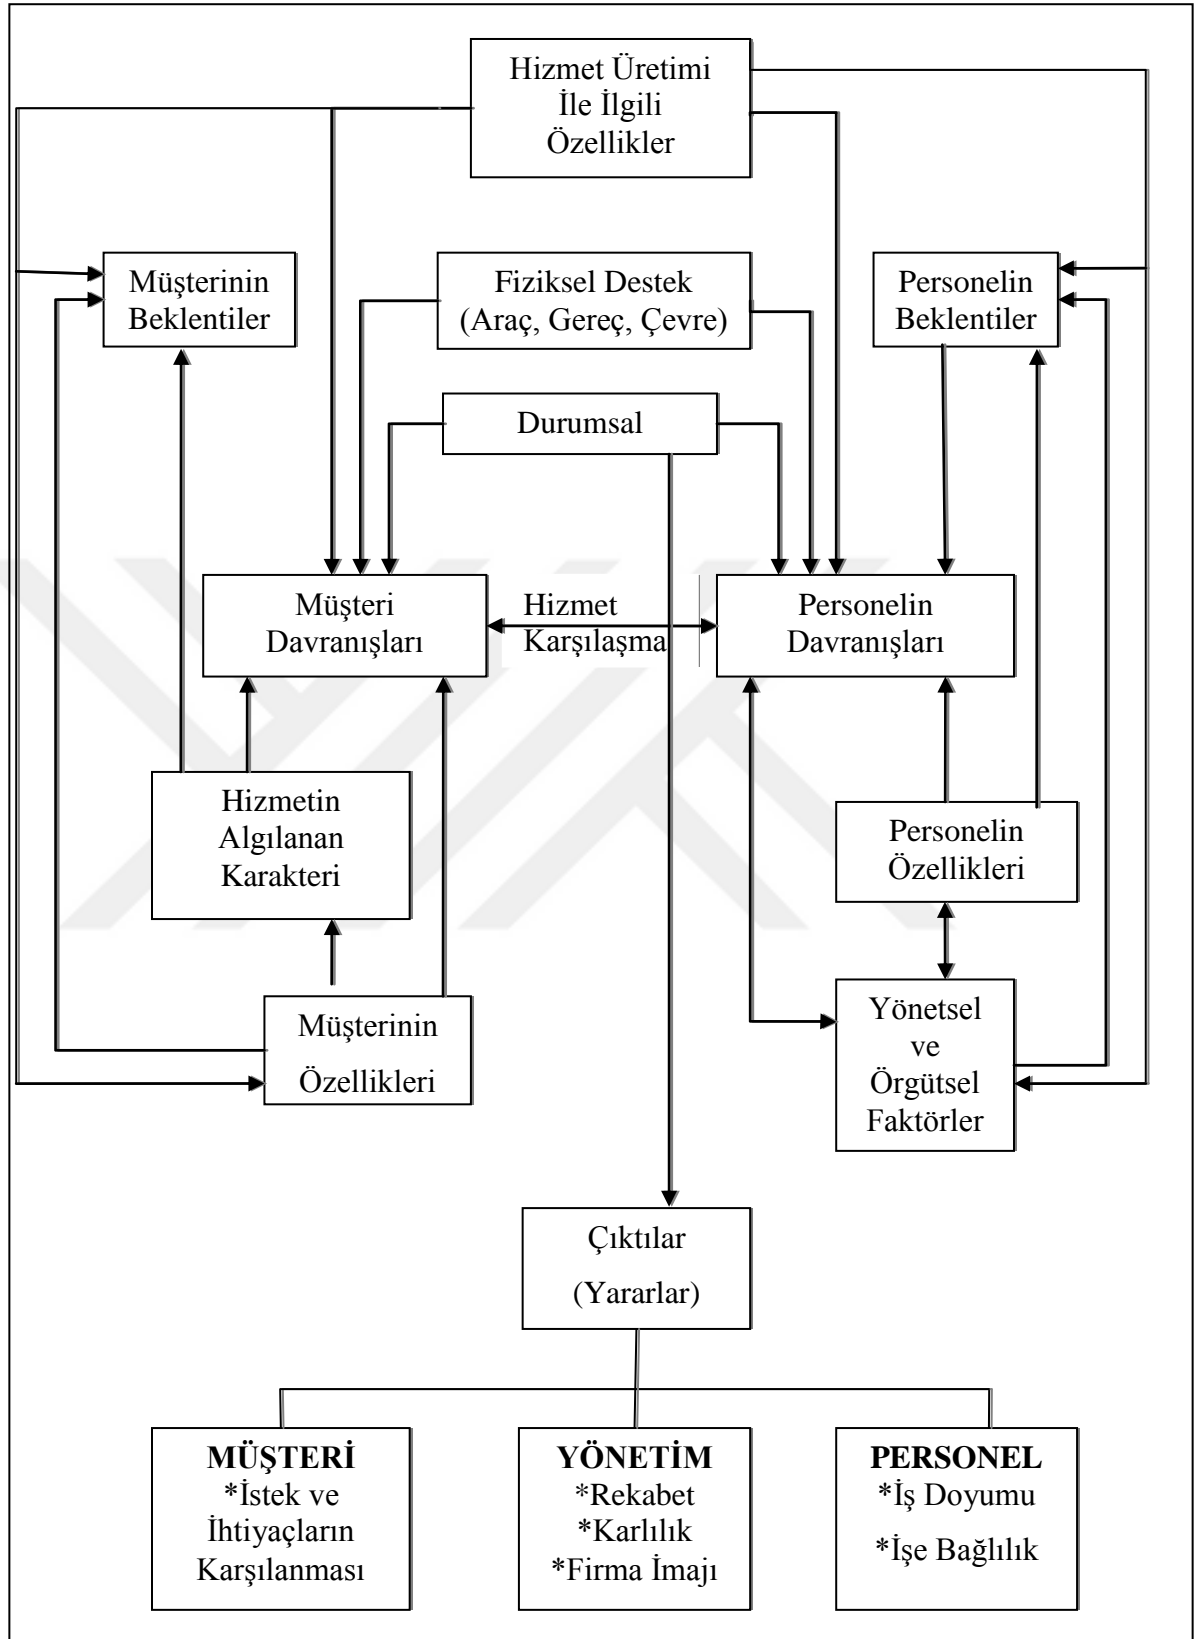 Hizmet Üretimi
İle İlgili
Özellikler
Müşterinin
Beklentiler
Fiziksel Destek
(Araç, Gereç, Çevre)
Personelin
Beklentiler
Durumsal
Müşteri
Davranışları
Hizmet
Karşılaşma
Personelin
Davranışları
Hizmetin
Algılanan
Karakteri
Personelin
Özellikleri
Müşterinin
Özellikleri
Yönetsel
ve
Örgütsel
Faktörler
Çıktılar
(Yararlar)
MÜŞTERİ
*İstek ve
İhtiyaçların
Karşılanması
YÖNETİM
*Rekabet
*Karlılık
*Firma İmajı
PERSONEL
*İş Doyumu
*İşe Bağlılık